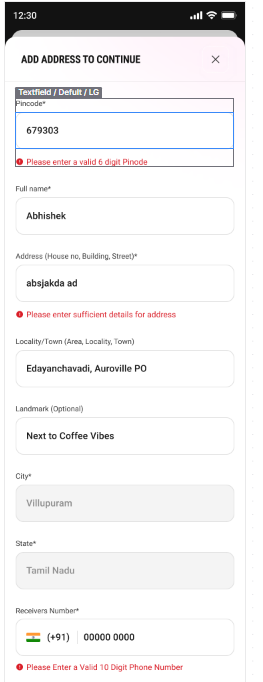 12:30
ADD ADDRESS TO CONTINUE
Textfield / Defult / LG
Pincode*
679303
Please enter a valid 6 digit Pinode
Full name*
Abhishek
Address (House no, Building, Street)*
absjakda ad
Please enter sufficient details for address
Locality/Town (Area, Locality, Town)
Edayanchavadi, Auroville PO
Landmark (Optional)
Next to Coffee Vibes
City*
Villupuram
State*
Tamil Nadu
Receivers Number*
(+91) 00000 0000
Please Enter a Valid 10 Digit Phone Number